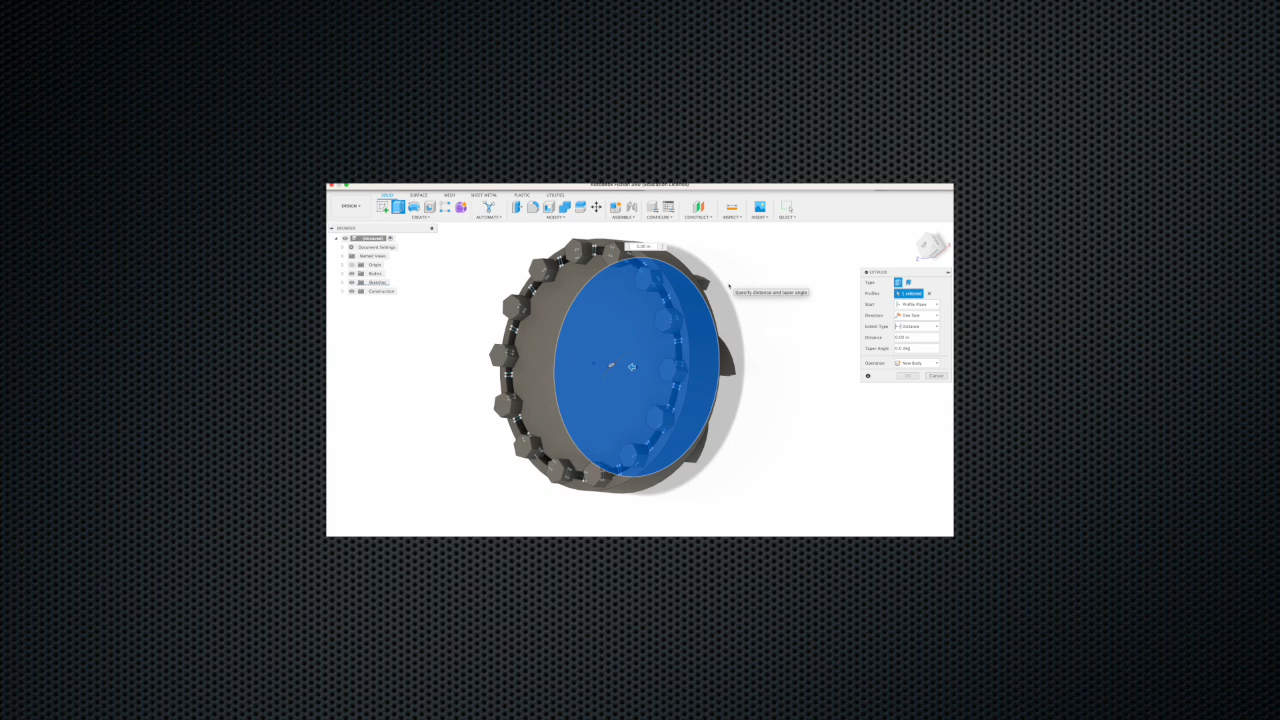 Autodesk Fusion 360 (Education License)
SOLID SURFACE MESH SHEET METAL PLASTIC UTILITIES
DESIGN
CREATE AUTOMATE MODIFY ASSEMBLE CONFIGURE CONSTRUCT INSPECT INSERT SELECT
BROWSER
Document Settings
Named Views
Origin
Bodies
Sketches
Construction
0.00 in
Specify distance and taper angle
EXTRUDE
Type
Profiles 1 selected
Start Profile Plane
Direction One Side
Extent Type Distance
Distance 0.00 in
Taper Angle 0.0 deg
Operation New Body
OK Cancel